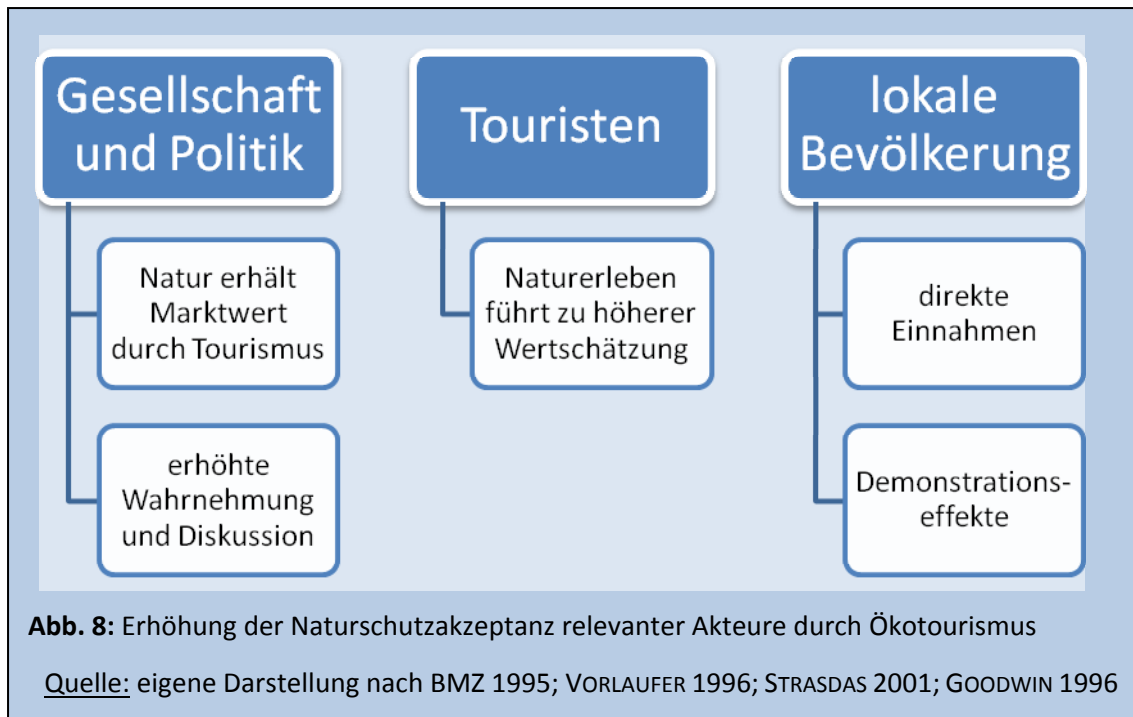 Gesellschaft
und Politik
Natur erhält
Marktwert
durch Tourismus
erhöhte
Wahrnehmung
und Diskussion
Touristen
Naturerleben
führt zu höherer
Wertschätzung
lokale
Bevölkerung
direkte
Einnahmen
Demonstrations-
effekte
Abb. 8: Erhöhung der Naturschutzakzeptanz relevanter Akteure durch Ökotourismus
Quelle: eigene Darstellung nach BMZ 1995; VORLAUFER 1996; STRASDAS 2001; GOODWIN 1996